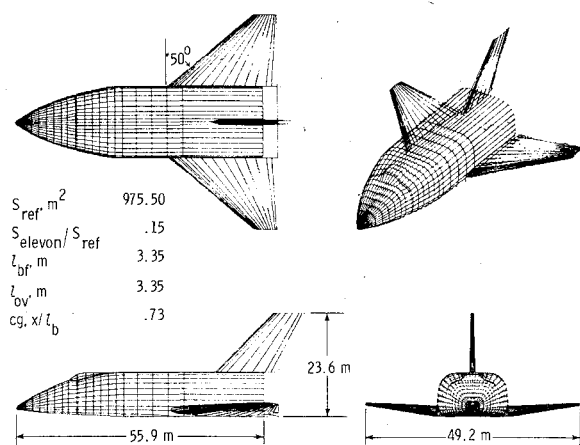 50°
S_ref, m² 975.50
S_elevon/S_ref .15
l_bf, m 3.35
l_ov, m 3.35
cg, x/l_b .73
23.6 m
55.9 m
49.2 m